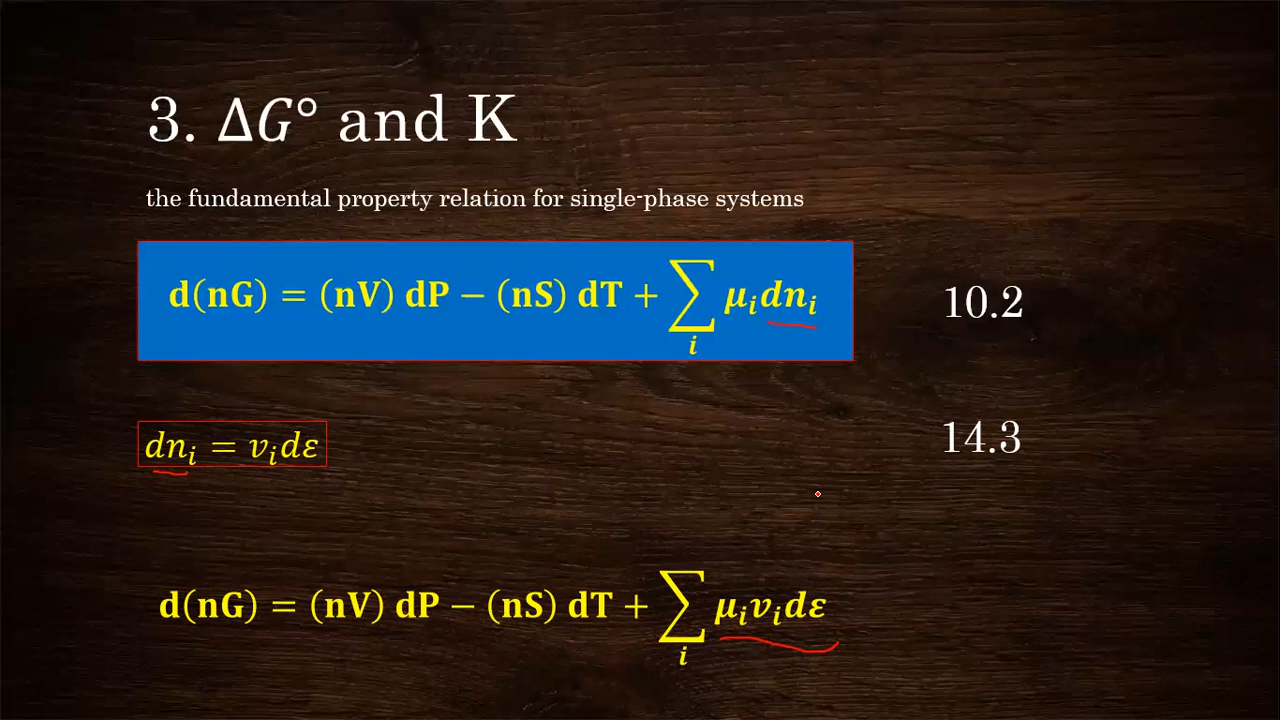 3. ΔG° and K
the fundamental property relation for single-phase systems
d(nG) = (nV) dP − (nS) dT + ∑ᵢ μᵢdnᵢ 10.2
dnᵢ = vᵢdε 14.3
d(nG) = (nV) dP − (nS) dT + ∑ᵢ μᵢvᵢdε